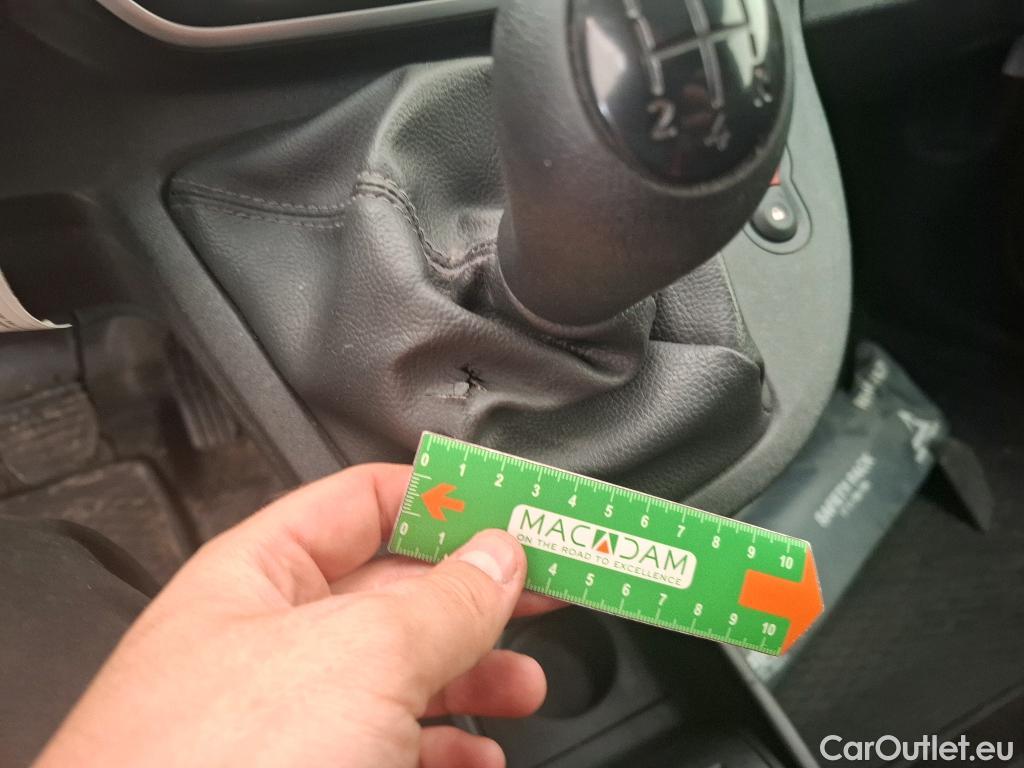 2 4
0 1 2 3 4 5 6 7 8 9 10
MACADAM
ON THE ROAD TO EXCELLENCE
0 1 4 5 6 7 8 9 10
CarOutlet.eu